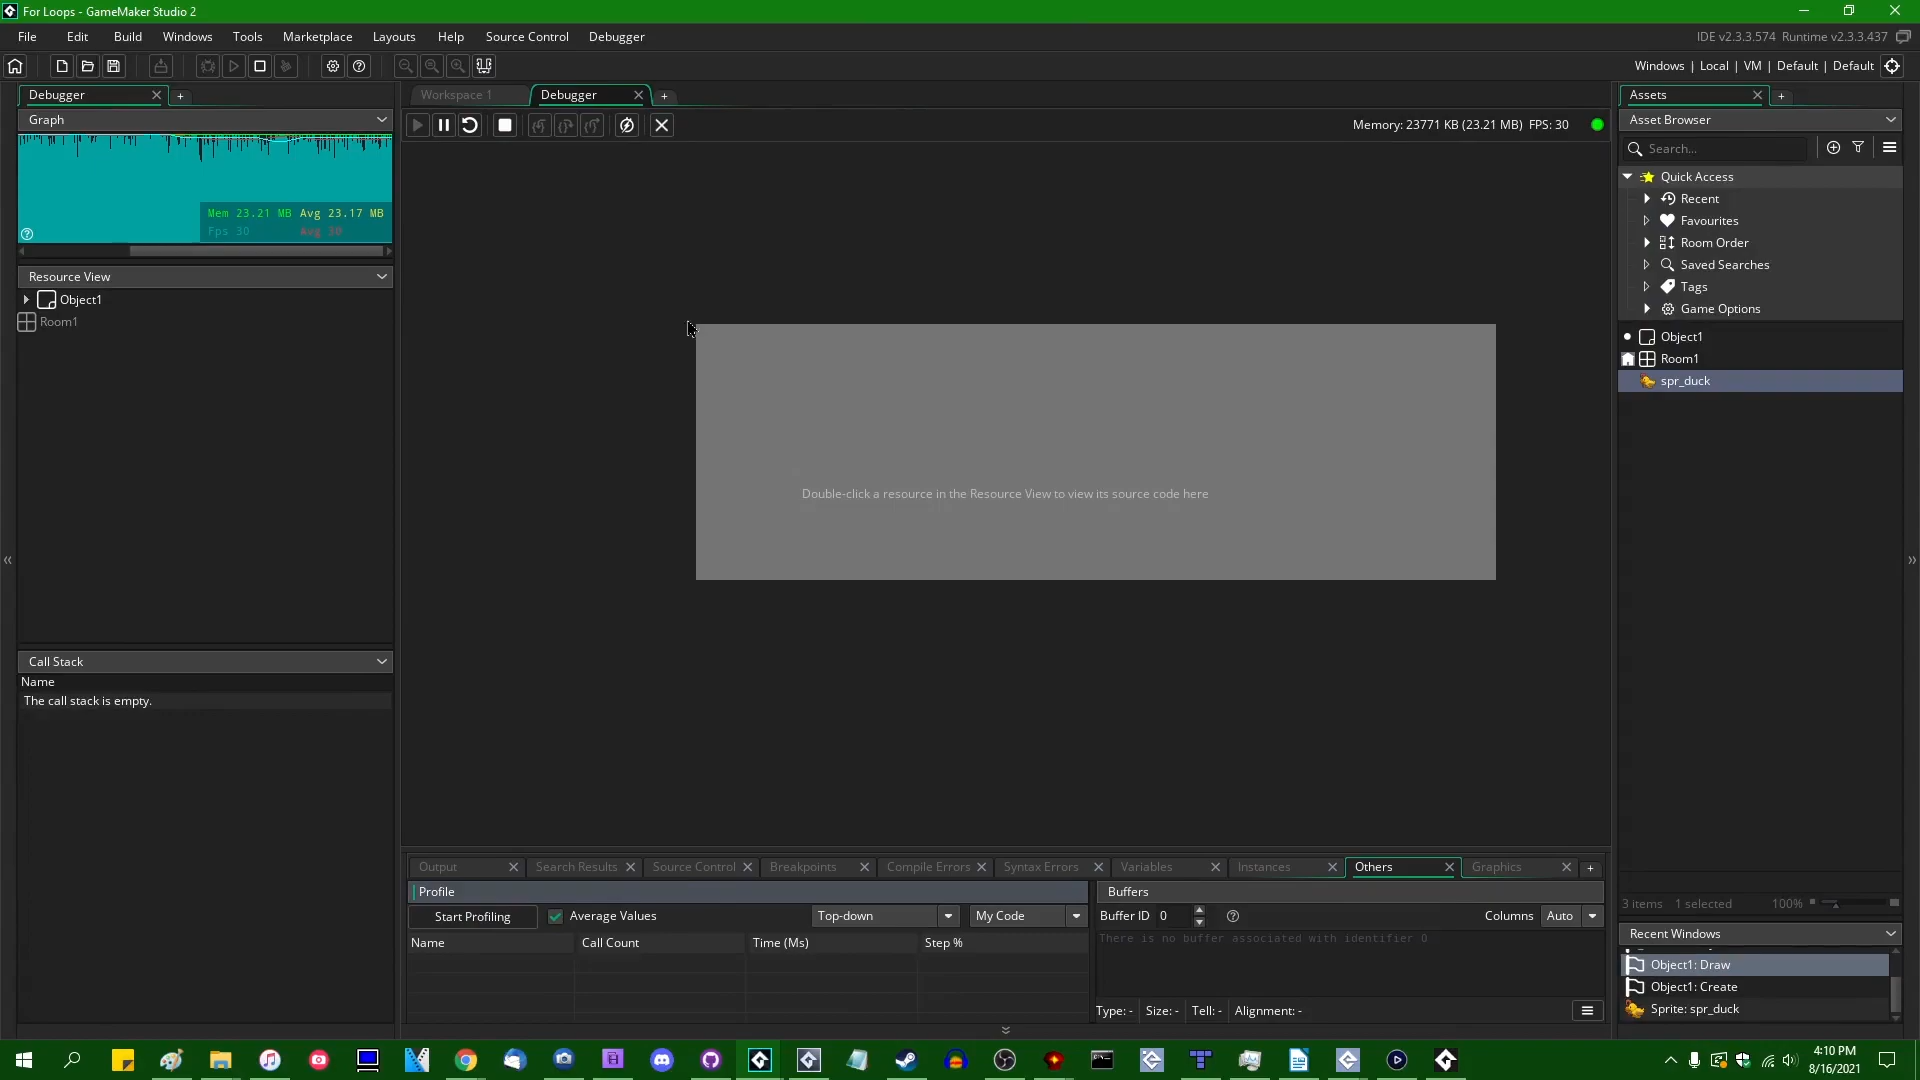 For Loops - GameMaker Studio 2
File Edit Build Windows Tools Marketplace Layouts Help Source Control Debugger
IDE v2.3.3.574 Runtime v2.3.3.437
Windows | Local | VM | Default | Default
Debugger
Graph
Mem 23.21 MB Avg 23.17 MB
Fps 30 Avg 30
Resource View
Object1
Room1
Call Stack
Name
The call stack is empty.
Workspace 1
Debugger
Memory: 23771 KB (23.21 MB) FPS: 30
Double-click a resource in the Resource View to view its source code here
Output Search Results Source Control Breakpoints Compile Errors Syntax Errors Variables Instances Others Graphics
Profile
Start Profiling Average Values Top-down My Code
Name Call Count Time (Ms) Step %
Buffers
Buffer ID 0 Columns Auto
There is no buffer associated with identifier 0
Type: - Size: - Tell: - Alignment: -
Assets
Asset Browser
Search...
Quick Access
Recent
Favourites
Room Order
Saved Searches
Tags
Game Options
Object1
Room1
spr_duck
3 items 1 selected 100%
Recent Windows
Object1: Draw
Object1: Create
Sprite: spr_duck
4:10 PM
8/16/2021